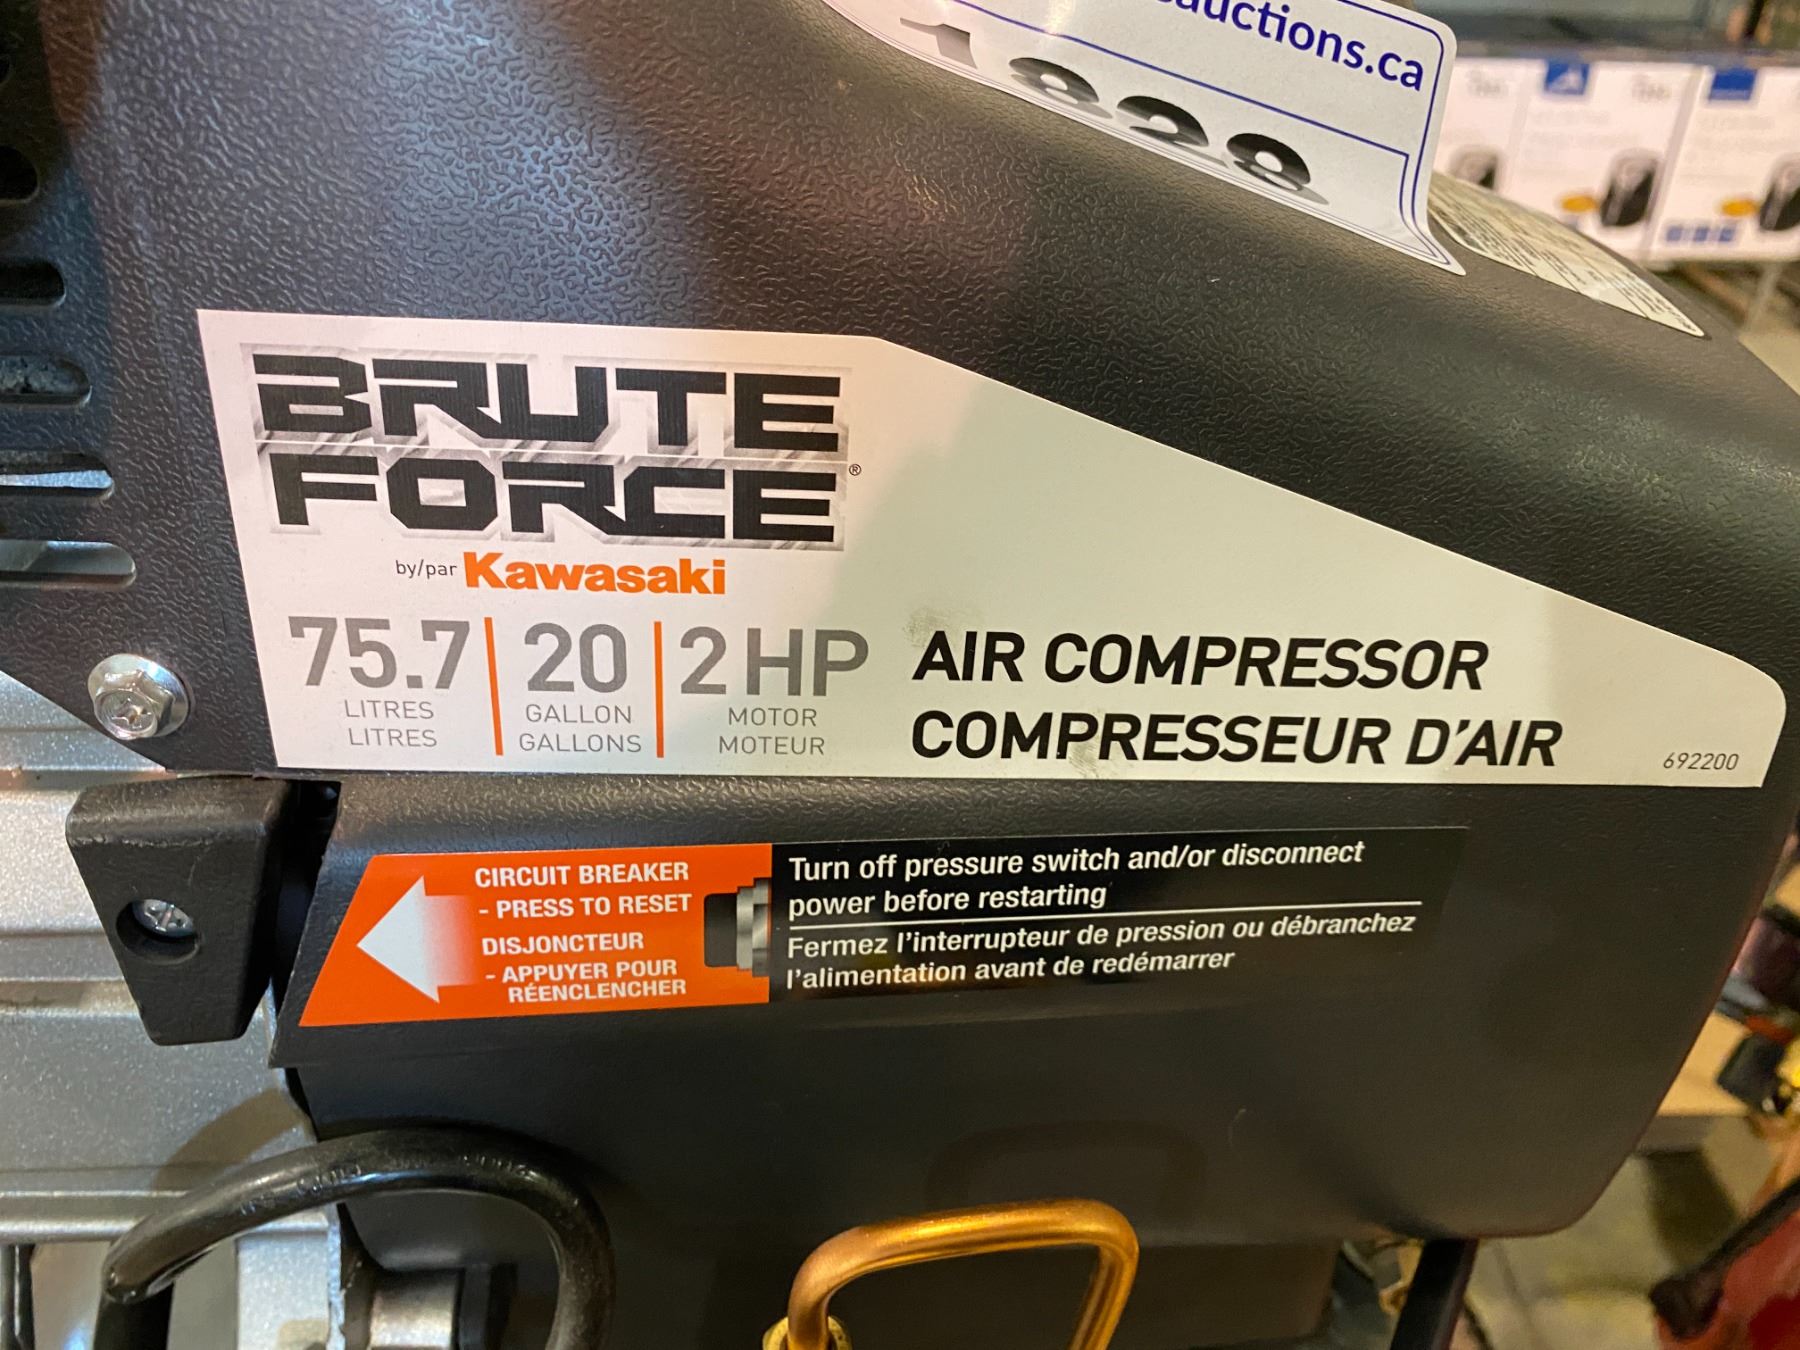 auctions.ca
1829
BRUTE
FORCE®
by/par Kawasaki
75.7 20 2 HP
LITRES GALLON MOTOR
LITRES GALLONS MOTEUR
AIR COMPRESSOR
COMPRESSEUR D'AIR
692200
CIRCUIT BREAKER
- PRESS TO RESET
DISJONCTEUR
- APPUYER POUR
RÉENCLENCHER
Turn off pressure switch and/or disconnect
power before restarting
Fermez l'interrupteur de pression ou débranchez
l'alimentation avant de redémarrer